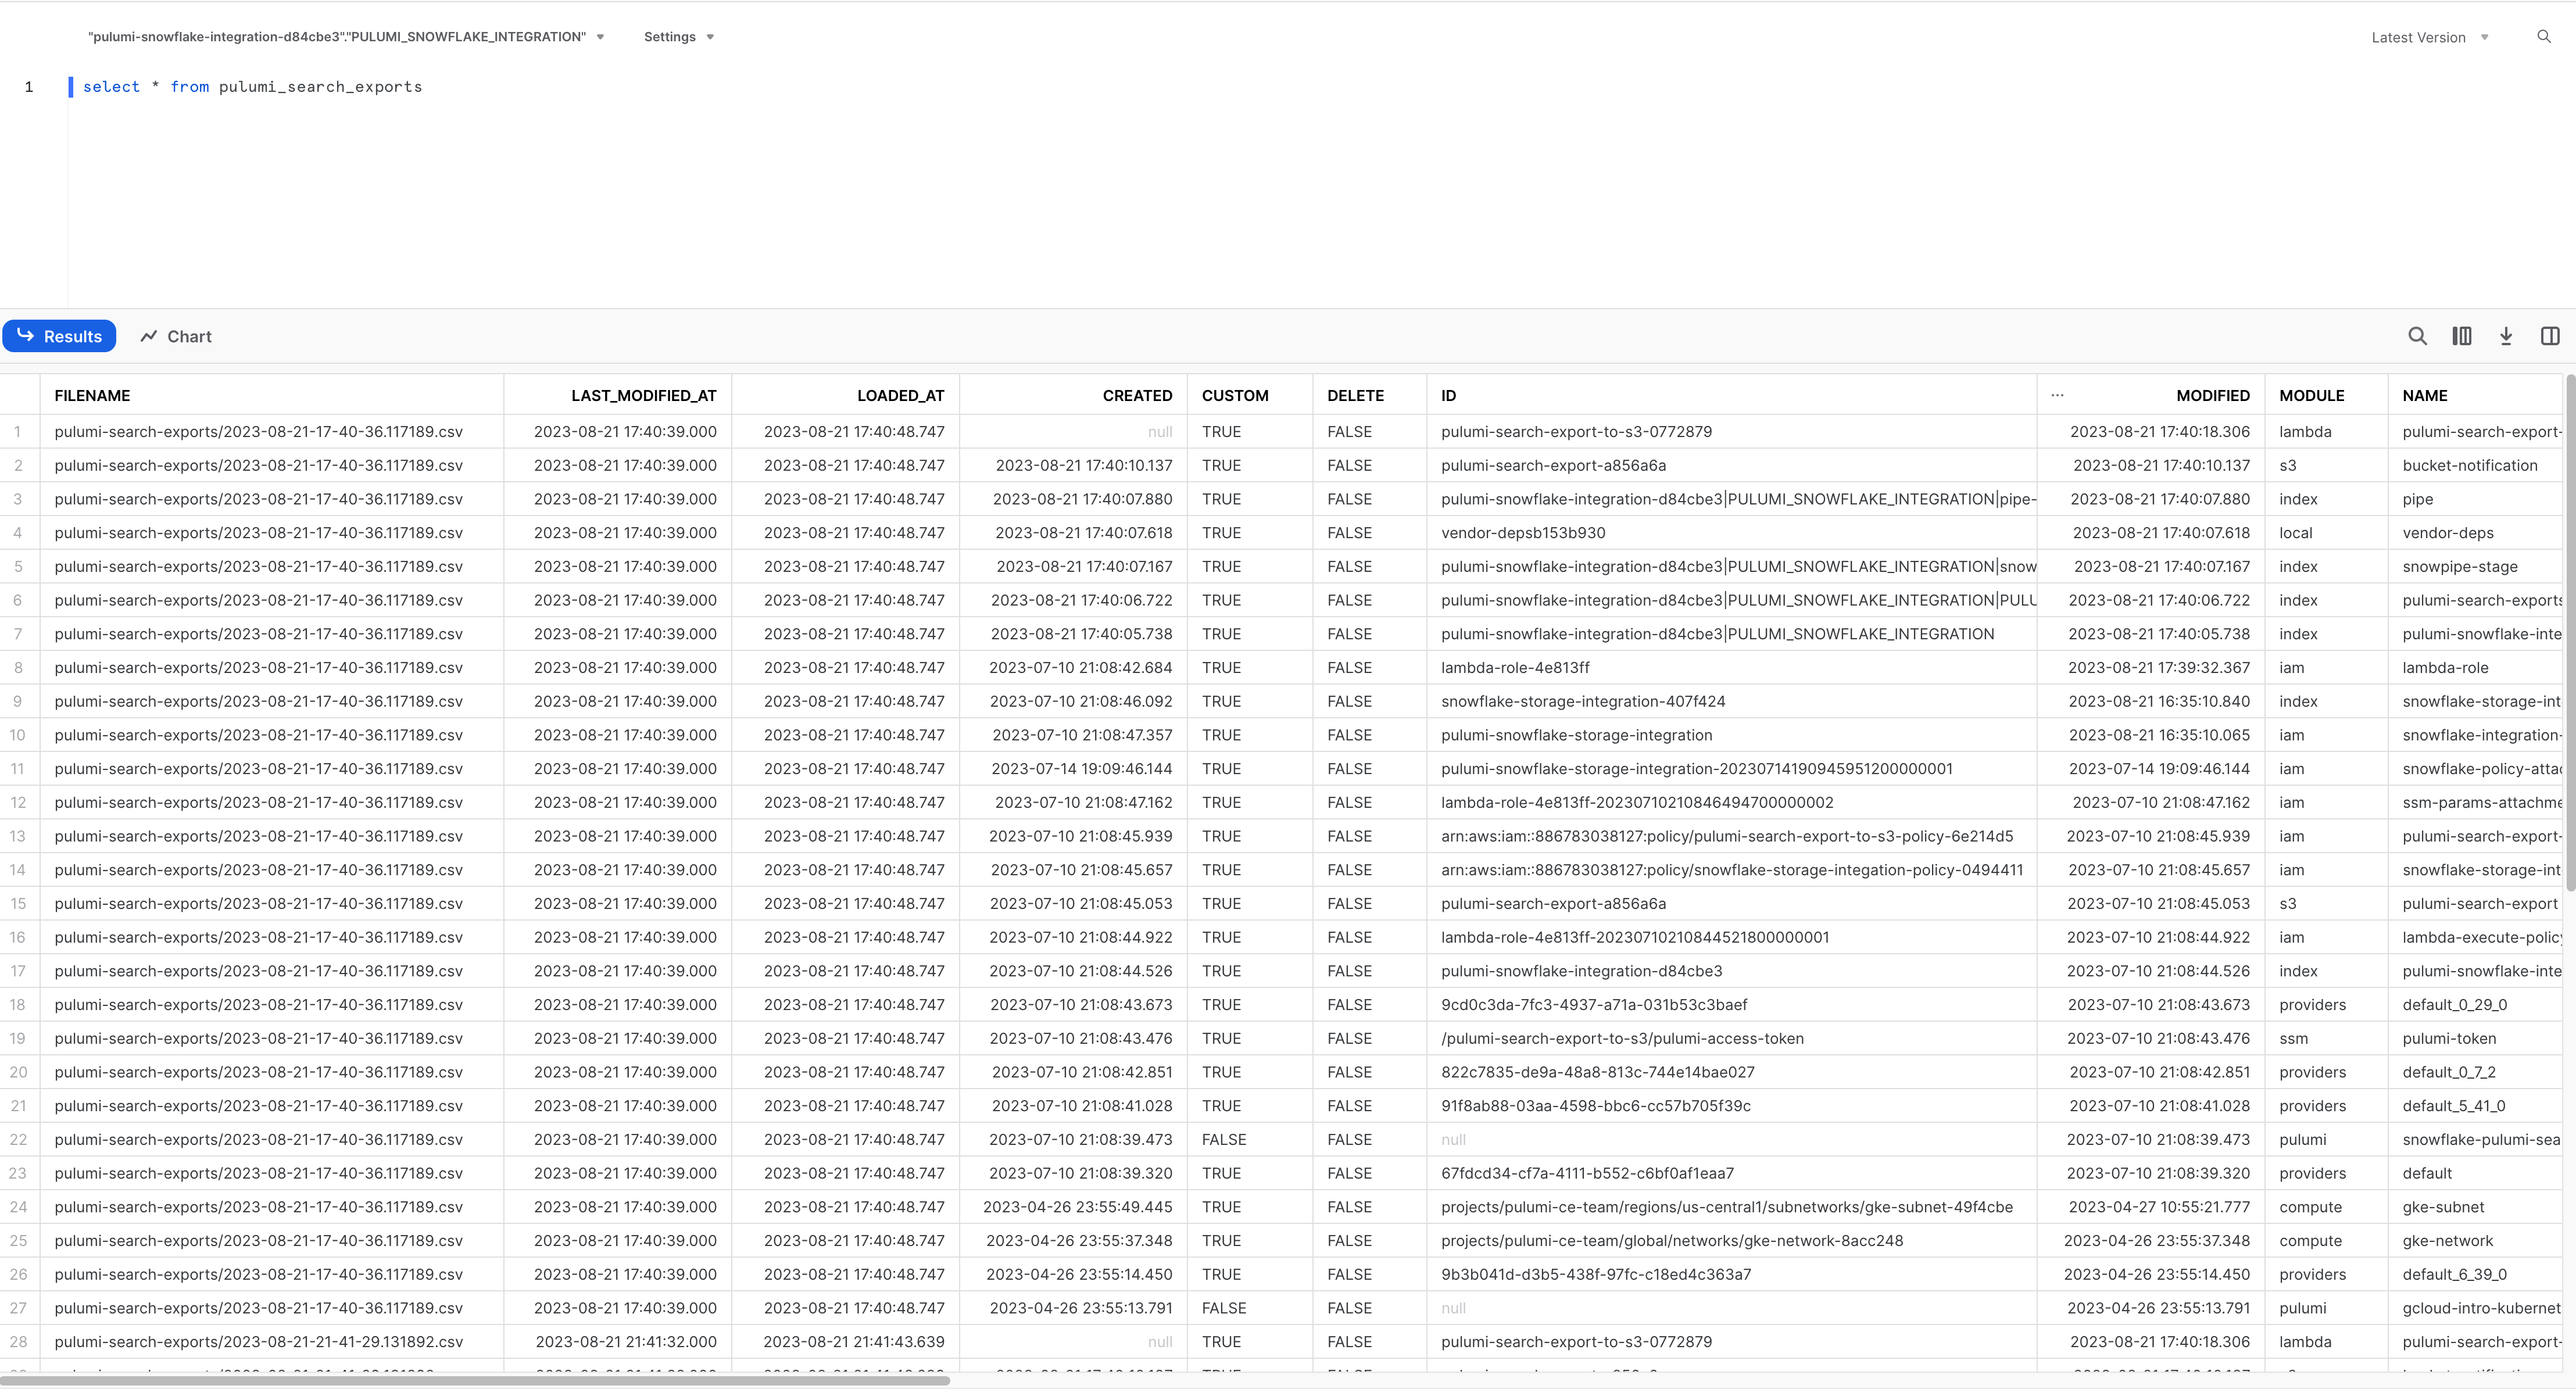 "pulumi-snowflake-integration-d84cbe3"."PULUMI_SNOWFLAKE_INTEGRATION" Settings Latest Version
1 select * from pulumi_search_exports
Results Chart
FILENAME LAST_MODIFIED_AT LOADED_AT CREATED CUSTOM DELETE ID ... MODIFIED MODULE NAME
1 pulumi-search-exports/2023-08-21-17-40-36.117189.csv 2023-08-21 17:40:39.000 2023-08-21 17:40:48.747 null TRUE FALSE pulumi-search-export-to-s3-0772879 2023-08-21 17:40:18.306 lambda pulumi-search-export-
2 pulumi-search-exports/2023-08-21-17-40-36.117189.csv 2023-08-21 17:40:39.000 2023-08-21 17:40:48.747 2023-08-21 17:40:10.137 TRUE FALSE pulumi-search-export-a856a6a 2023-08-21 17:40:10.137 s3 bucket-notification
3 pulumi-search-exports/2023-08-21-17-40-36.117189.csv 2023-08-21 17:40:39.000 2023-08-21 17:40:48.747 2023-08-21 17:40:07.880 TRUE FALSE pulumi-snowflake-integration-d84cbe3|PULUMI_SNOWFLAKE_INTEGRATION|pipe- 2023-08-21 17:40:07.880 index pipe
4 pulumi-search-exports/2023-08-21-17-40-36.117189.csv 2023-08-21 17:40:39.000 2023-08-21 17:40:48.747 2023-08-21 17:40:07.618 TRUE FALSE vendor-depsb153b930 2023-08-21 17:40:07.618 local vendor-deps
5 pulumi-search-exports/2023-08-21-17-40-36.117189.csv 2023-08-21 17:40:39.000 2023-08-21 17:40:48.747 2023-08-21 17:40:07.167 TRUE FALSE pulumi-snowflake-integration-d84cbe3|PULUMI_SNOWFLAKE_INTEGRATION|snow 2023-08-21 17:40:07.167 index snowpipe-stage
6 pulumi-search-exports/2023-08-21-17-40-36.117189.csv 2023-08-21 17:40:39.000 2023-08-21 17:40:48.747 2023-08-21 17:40:06.722 TRUE FALSE pulumi-snowflake-integration-d84cbe3|PULUMI_SNOWFLAKE_INTEGRATION|PULU 2023-08-21 17:40:06.722 index pulumi-search-exports
7 pulumi-search-exports/2023-08-21-17-40-36.117189.csv 2023-08-21 17:40:39.000 2023-08-21 17:40:48.747 2023-08-21 17:40:05.738 TRUE FALSE pulumi-snowflake-integration-d84cbe3|PULUMI_SNOWFLAKE_INTEGRATION 2023-08-21 17:40:05.738 index pulumi-snowflake-inte
8 pulumi-search-exports/2023-08-21-17-40-36.117189.csv 2023-08-21 17:40:39.000 2023-08-21 17:40:48.747 2023-07-10 21:08:42.684 TRUE FALSE lambda-role-4e813ff 2023-08-21 17:39:32.367 iam lambda-role
9 pulumi-search-exports/2023-08-21-17-40-36.117189.csv 2023-08-21 17:40:39.000 2023-08-21 17:40:48.747 2023-07-10 21:08:46.092 TRUE FALSE snowflake-storage-integration-407f424 2023-08-21 16:35:10.840 index snowflake-storage-int
10 pulumi-search-exports/2023-08-21-17-40-36.117189.csv 2023-08-21 17:40:39.000 2023-08-21 17:40:48.747 2023-07-10 21:08:47.357 TRUE FALSE pulumi-snowflake-storage-integration 2023-08-21 16:35:10.065 iam snowflake-integration-
11 pulumi-search-exports/2023-08-21-17-40-36.117189.csv 2023-08-21 17:40:39.000 2023-08-21 17:40:48.747 2023-07-14 19:09:46.144 TRUE FALSE pulumi-snowflake-storage-integration-20230714190945951200000001 2023-07-14 19:09:46.144 iam snowflake-policy-atta
12 pulumi-search-exports/2023-08-21-17-40-36.117189.csv 2023-08-21 17:40:39.000 2023-08-21 17:40:48.747 2023-07-10 21:08:47.162 TRUE FALSE lambda-role-4e813ff-20230710210846494700000002 2023-07-10 21:08:47.162 iam ssm-params-attachme
13 pulumi-search-exports/2023-08-21-17-40-36.117189.csv 2023-08-21 17:40:39.000 2023-08-21 17:40:48.747 2023-07-10 21:08:45.939 TRUE FALSE arn:aws:iam::886783038127:policy/pulumi-search-export-to-s3-policy-6e214d5 2023-07-10 21:08:45.939 iam pulumi-search-export-
14 pulumi-search-exports/2023-08-21-17-40-36.117189.csv 2023-08-21 17:40:39.000 2023-08-21 17:40:48.747 2023-07-10 21:08:45.657 TRUE FALSE arn:aws:iam::886783038127:policy/snowflake-storage-integation-policy-0494411 2023-07-10 21:08:45.657 iam snowflake-storage-int
15 pulumi-search-exports/2023-08-21-17-40-36.117189.csv 2023-08-21 17:40:39.000 2023-08-21 17:40:48.747 2023-07-10 21:08:45.053 TRUE FALSE pulumi-search-export-a856a6a 2023-07-10 21:08:45.053 s3 pulumi-search-export
16 pulumi-search-exports/2023-08-21-17-40-36.117189.csv 2023-08-21 17:40:39.000 2023-08-21 17:40:48.747 2023-07-10 21:08:44.922 TRUE FALSE lambda-role-4e813ff-20230710210844521800000001 2023-07-10 21:08:44.922 iam lambda-execute-policy
17 pulumi-search-exports/2023-08-21-17-40-36.117189.csv 2023-08-21 17:40:39.000 2023-08-21 17:40:48.747 2023-07-10 21:08:44.526 TRUE FALSE pulumi-snowflake-integration-d84cbe3 2023-07-10 21:08:44.526 index pulumi-snowflake-inte
18 pulumi-search-exports/2023-08-21-17-40-36.117189.csv 2023-08-21 17:40:39.000 2023-08-21 17:40:48.747 2023-07-10 21:08:43.673 TRUE FALSE 9cd0c3da-7fc3-4937-a71a-031b53c3baef 2023-07-10 21:08:43.673 providers default_0_29_0
19 pulumi-search-exports/2023-08-21-17-40-36.117189.csv 2023-08-21 17:40:39.000 2023-08-21 17:40:48.747 2023-07-10 21:08:43.476 TRUE FALSE /pulumi-search-export-to-s3/pulumi-access-token 2023-07-10 21:08:43.476 ssm pulumi-token
20 pulumi-search-exports/2023-08-21-17-40-36.117189.csv 2023-08-21 17:40:39.000 2023-08-21 17:40:48.747 2023-07-10 21:08:42.851 TRUE FALSE 822c7835-de9a-48a8-813c-744e14bae027 2023-07-10 21:08:42.851 providers default_0_7_2
21 pulumi-search-exports/2023-08-21-17-40-36.117189.csv 2023-08-21 17:40:39.000 2023-08-21 17:40:48.747 2023-07-10 21:08:41.028 TRUE FALSE 91f8ab88-03aa-4598-bbc6-cc57b705f39c 2023-07-10 21:08:41.028 providers default_5_41_0
22 pulumi-search-exports/2023-08-21-17-40-36.117189.csv 2023-08-21 17:40:39.000 2023-08-21 17:40:48.747 2023-07-10 21:08:39.473 FALSE FALSE null 2023-07-10 21:08:39.473 pulumi snowflake-pulumi-sea
23 pulumi-search-exports/2023-08-21-17-40-36.117189.csv 2023-08-21 17:40:39.000 2023-08-21 17:40:48.747 2023-07-10 21:08:39.320 TRUE FALSE 67fdcd34-cf7a-4111-b552-c6bf0af1eaa7 2023-07-10 21:08:39.320 providers default
24 pulumi-search-exports/2023-08-21-17-40-36.117189.csv 2023-08-21 17:40:39.000 2023-08-21 17:40:48.747 2023-04-26 23:55:49.445 TRUE FALSE projects/pulumi-ce-team/regions/us-central1/subnetworks/gke-subnet-49f4cbe 2023-04-27 10:55:21.777 compute gke-subnet
25 pulumi-search-exports/2023-08-21-17-40-36.117189.csv 2023-08-21 17:40:39.000 2023-08-21 17:40:48.747 2023-04-26 23:55:37.348 TRUE FALSE projects/pulumi-ce-team/global/networks/gke-network-8acc248 2023-04-26 23:55:37.348 compute gke-network
26 pulumi-search-exports/2023-08-21-17-40-36.117189.csv 2023-08-21 17:40:39.000 2023-08-21 17:40:48.747 2023-04-26 23:55:14.450 TRUE FALSE 9b3b041d-d3b5-438f-97fc-c18ed4c363a7 2023-04-26 23:55:14.450 providers default_6_39_0
27 pulumi-search-exports/2023-08-21-17-40-36.117189.csv 2023-08-21 17:40:39.000 2023-08-21 17:40:48.747 2023-04-26 23:55:13.791 FALSE FALSE null 2023-04-26 23:55:13.791 pulumi gcloud-intro-kubernet
28 pulumi-search-exports/2023-08-21-21-41-29.131892.csv 2023-08-21 21:41:32.000 2023-08-21 21:41:43.639 null TRUE FALSE pulumi-search-export-to-s3-0772879 2023-08-21 17:40:18.306 lambda pulumi-search-export-